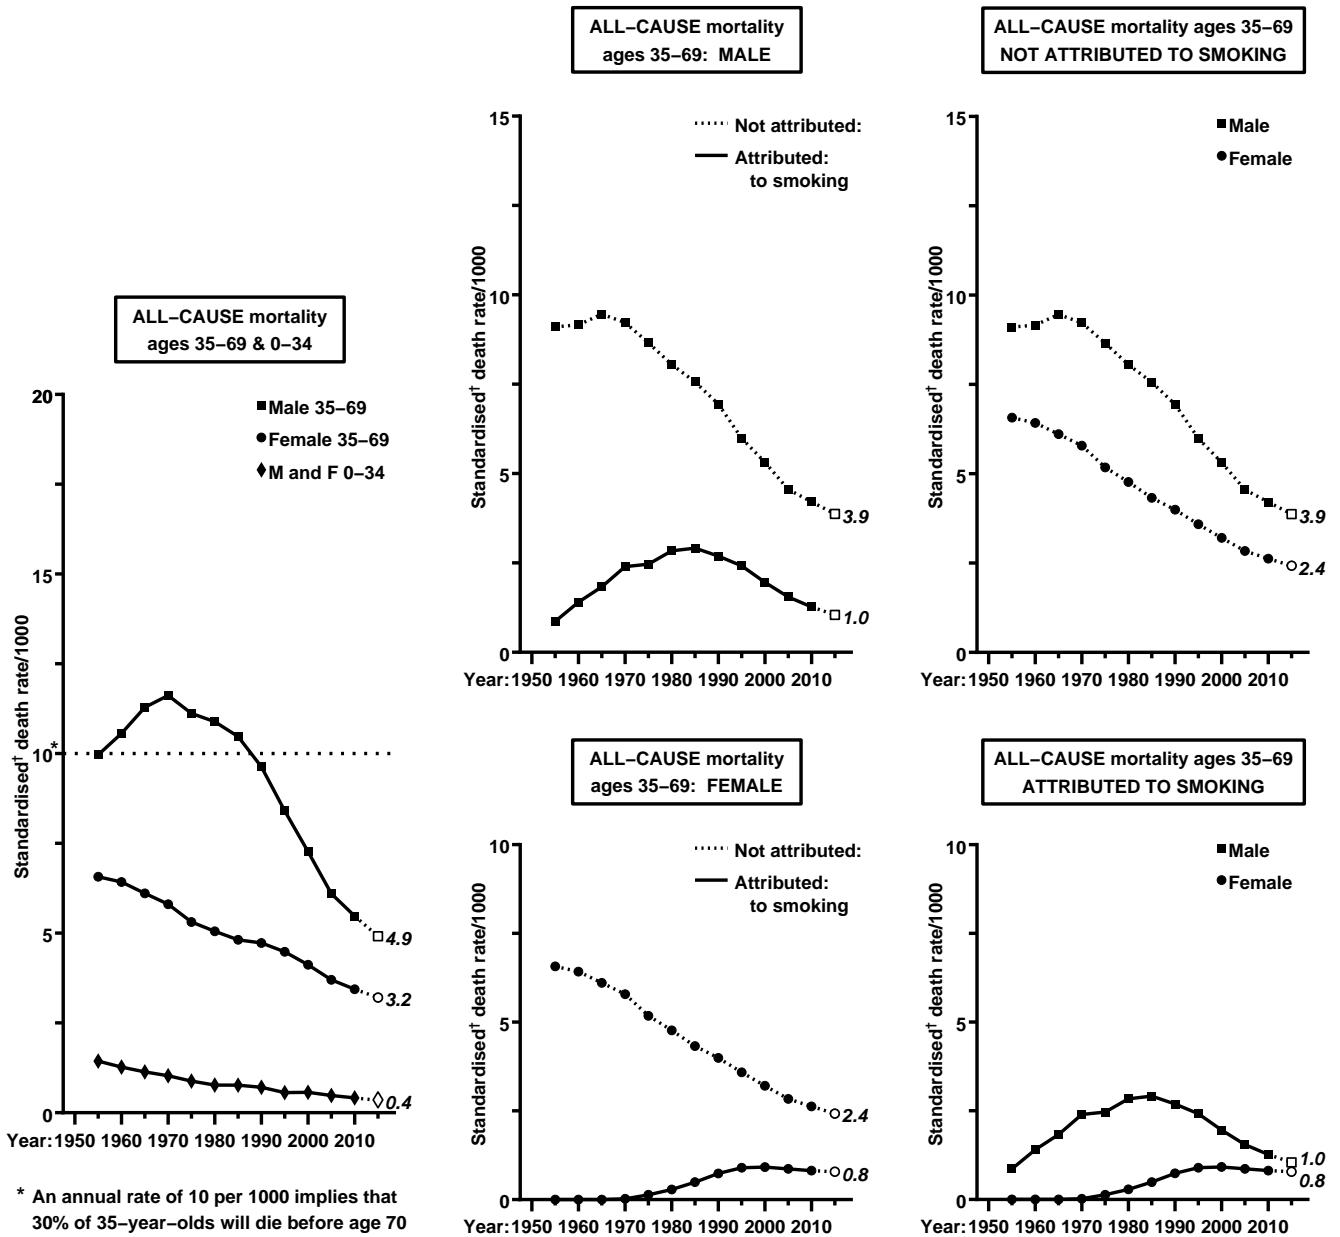 ALL−CAUSE mortality
ages 35−69 & 0−34
Standardised† death rate/1000
20
15
10*
5
0
Male 35−69
Female 35−69
M and F 0−34
4.9
3.2
0.4
Year: 1950 1960 1970 1980 1990 2000 2010
* An annual rate of 10 per 1000 implies that
30% of 35−year−olds will die before age 70
ALL−CAUSE mortality
ages 35−69: MALE
Standardised† death rate/1000
15
10
5
0
Not attributed:
Attributed:
to smoking
3.9
1.0
Year: 1950 1960 1970 1980 1990 2000 2010
ALL−CAUSE mortality ages 35−69
NOT ATTRIBUTED TO SMOKING
Standardised† death rate/1000
15
10
5
0
Male
Female
3.9
2.4
Year: 1950 1960 1970 1980 1990 2000 2010
ALL−CAUSE mortality
ages 35−69: FEMALE
Standardised† death rate/1000
10
5
0
Not attributed:
Attributed:
to smoking
2.4
0.8
Year: 1950 1960 1970 1980 1990 2000 2010
ALL−CAUSE mortality ages 35−69
ATTRIBUTED TO SMOKING
Standardised† death rate/1000
10
5
0
Male
Female
1.0
0.8
Year: 1950 1960 1970 1980 1990 2000 2010